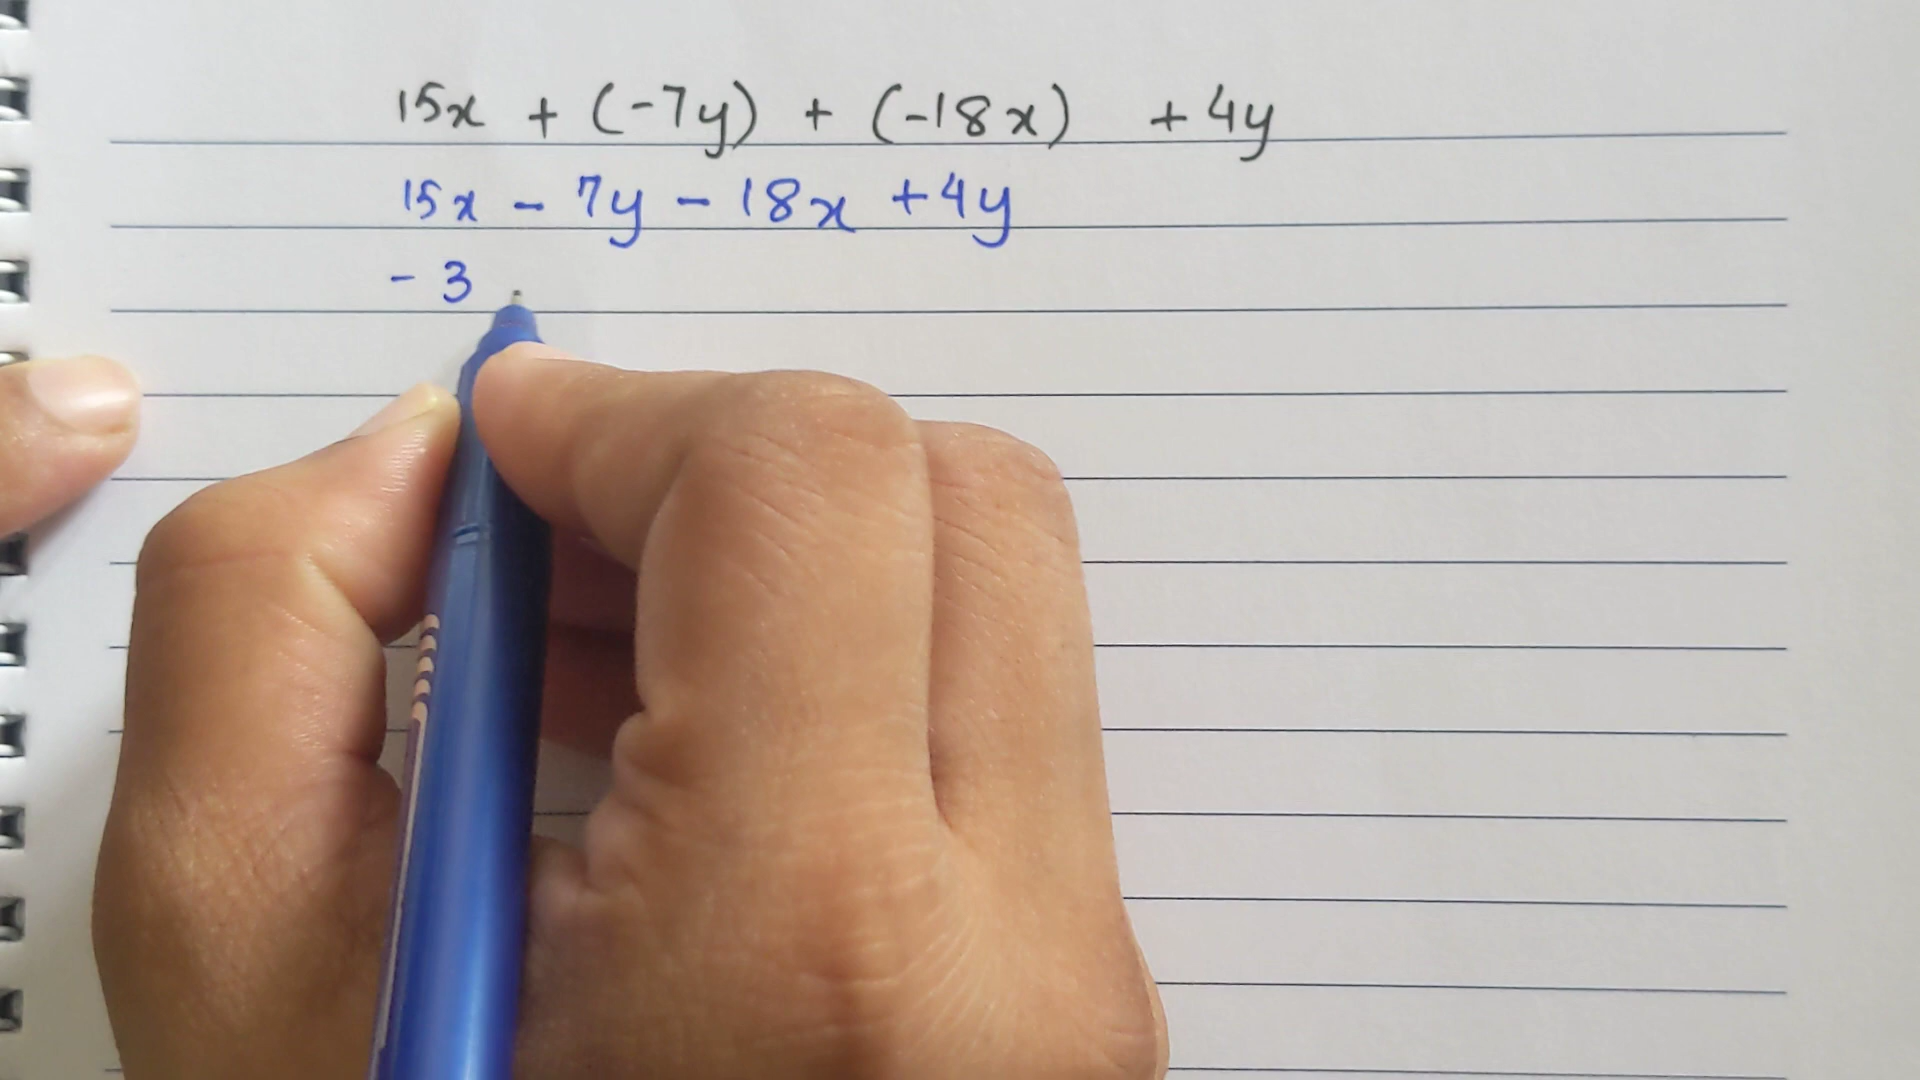 15x + (-7y) + (-18x) + 4y
15x - 7y - 18x + 4y
- 3